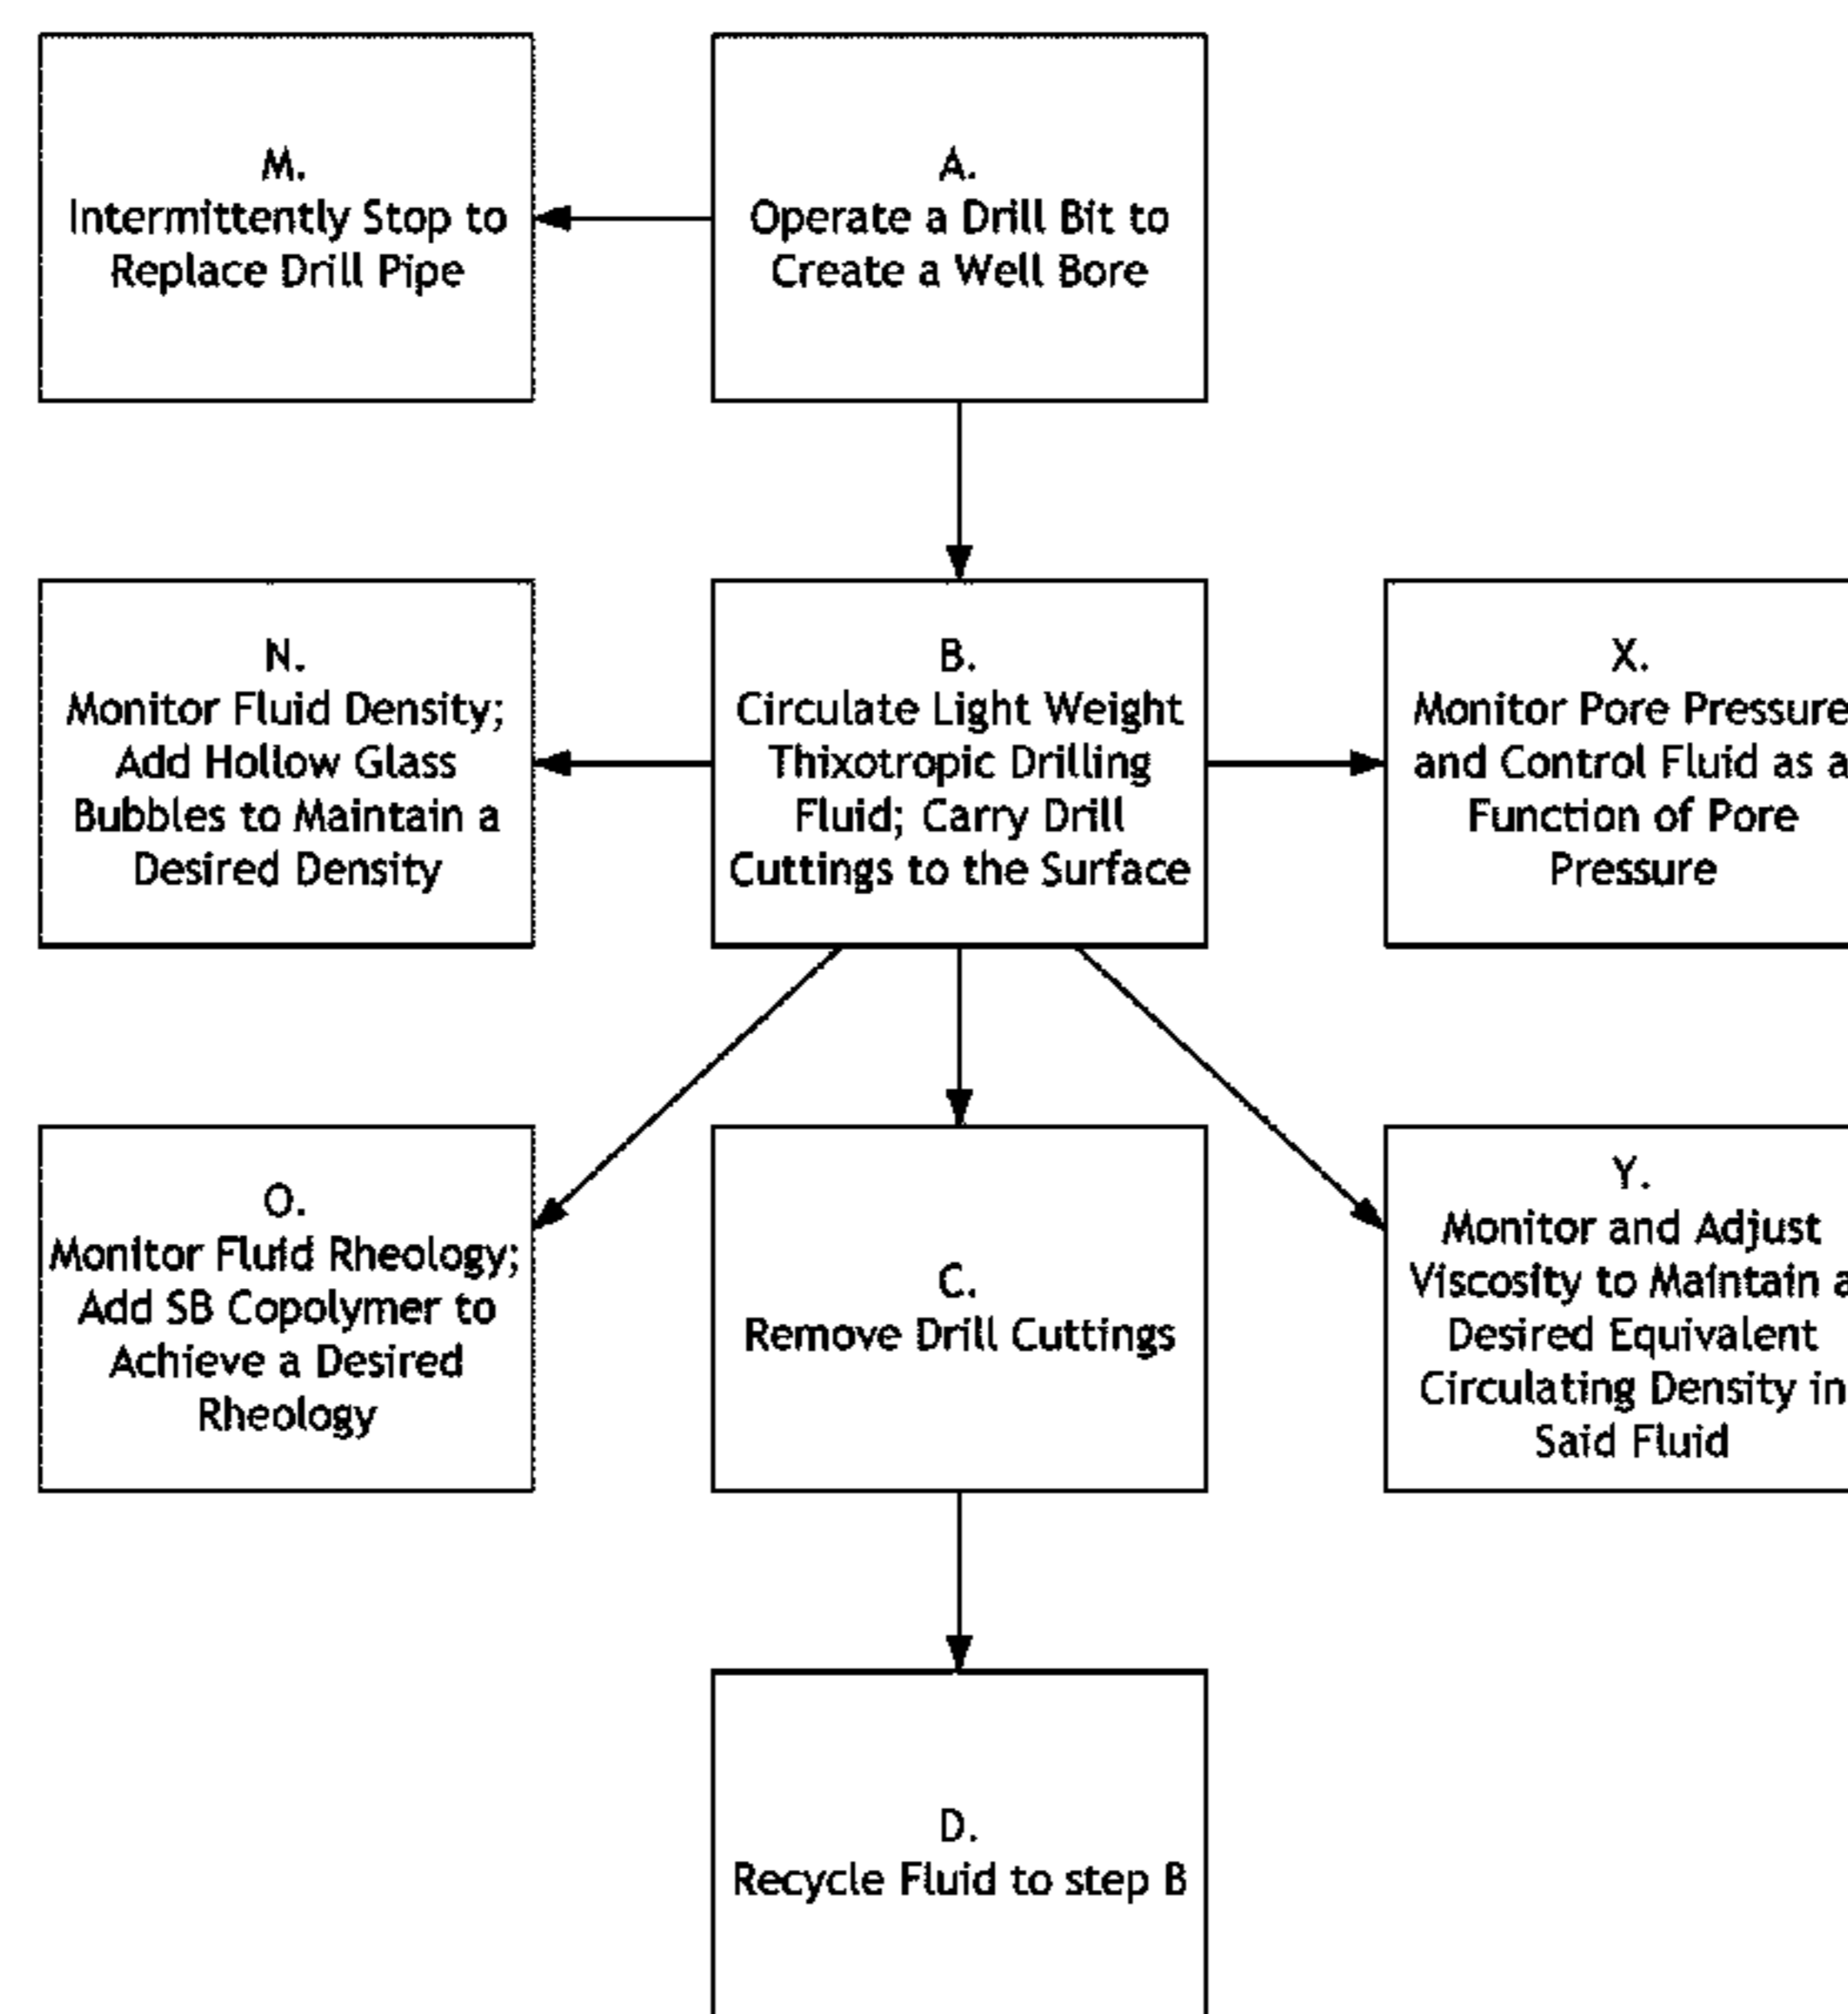 M.
Intermittently Stop to
Replace Drill Pipe
A.
Operate a Drill Bit to
Create a Well Bore
N.
Monitor Fluid Density;
Add Hollow Glass
Bubbles to Maintain a
Desired Density
B.
Circulate Light Weight
Thixotropic Drilling
Fluid; Carry Drill
Cuttings to the Surface
X.
Monitor Pore Pressure
and Control Fluid as a
Function of Pore
Pressure
O.
Monitor Fluid Rheology;
Add SB Copolymer to
Achieve a Desired
Rheology
C.
Remove Drill Cuttings
Y.
Monitor and Adjust
Viscosity to Maintain a
Desired Equivalent
Circulating Density in
Said Fluid
D.
Recycle Fluid to step B